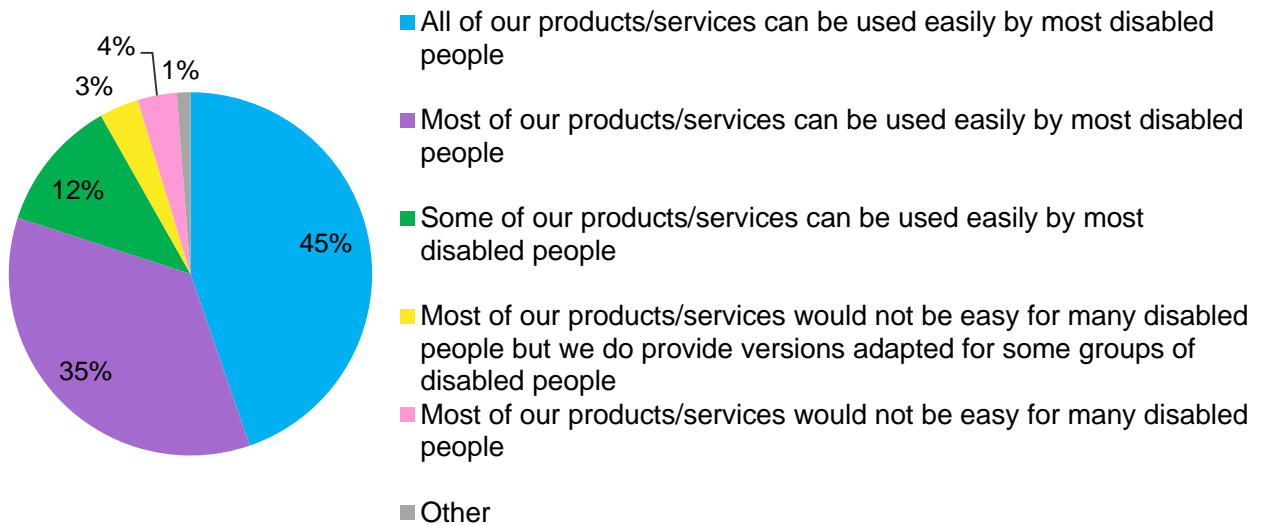 4%
1%
3%
12%
45%
35%
All of our products/services can be used easily by most disabled
people
Most of our products/services can be used easily by most disabled
people
Some of our products/services can be used easily by most
disabled people
Most of our products/services would not be easy for many disabled
people but we do provide versions adapted for some groups of
disabled people
Most of our products/services would not be easy for many disabled
people
Other